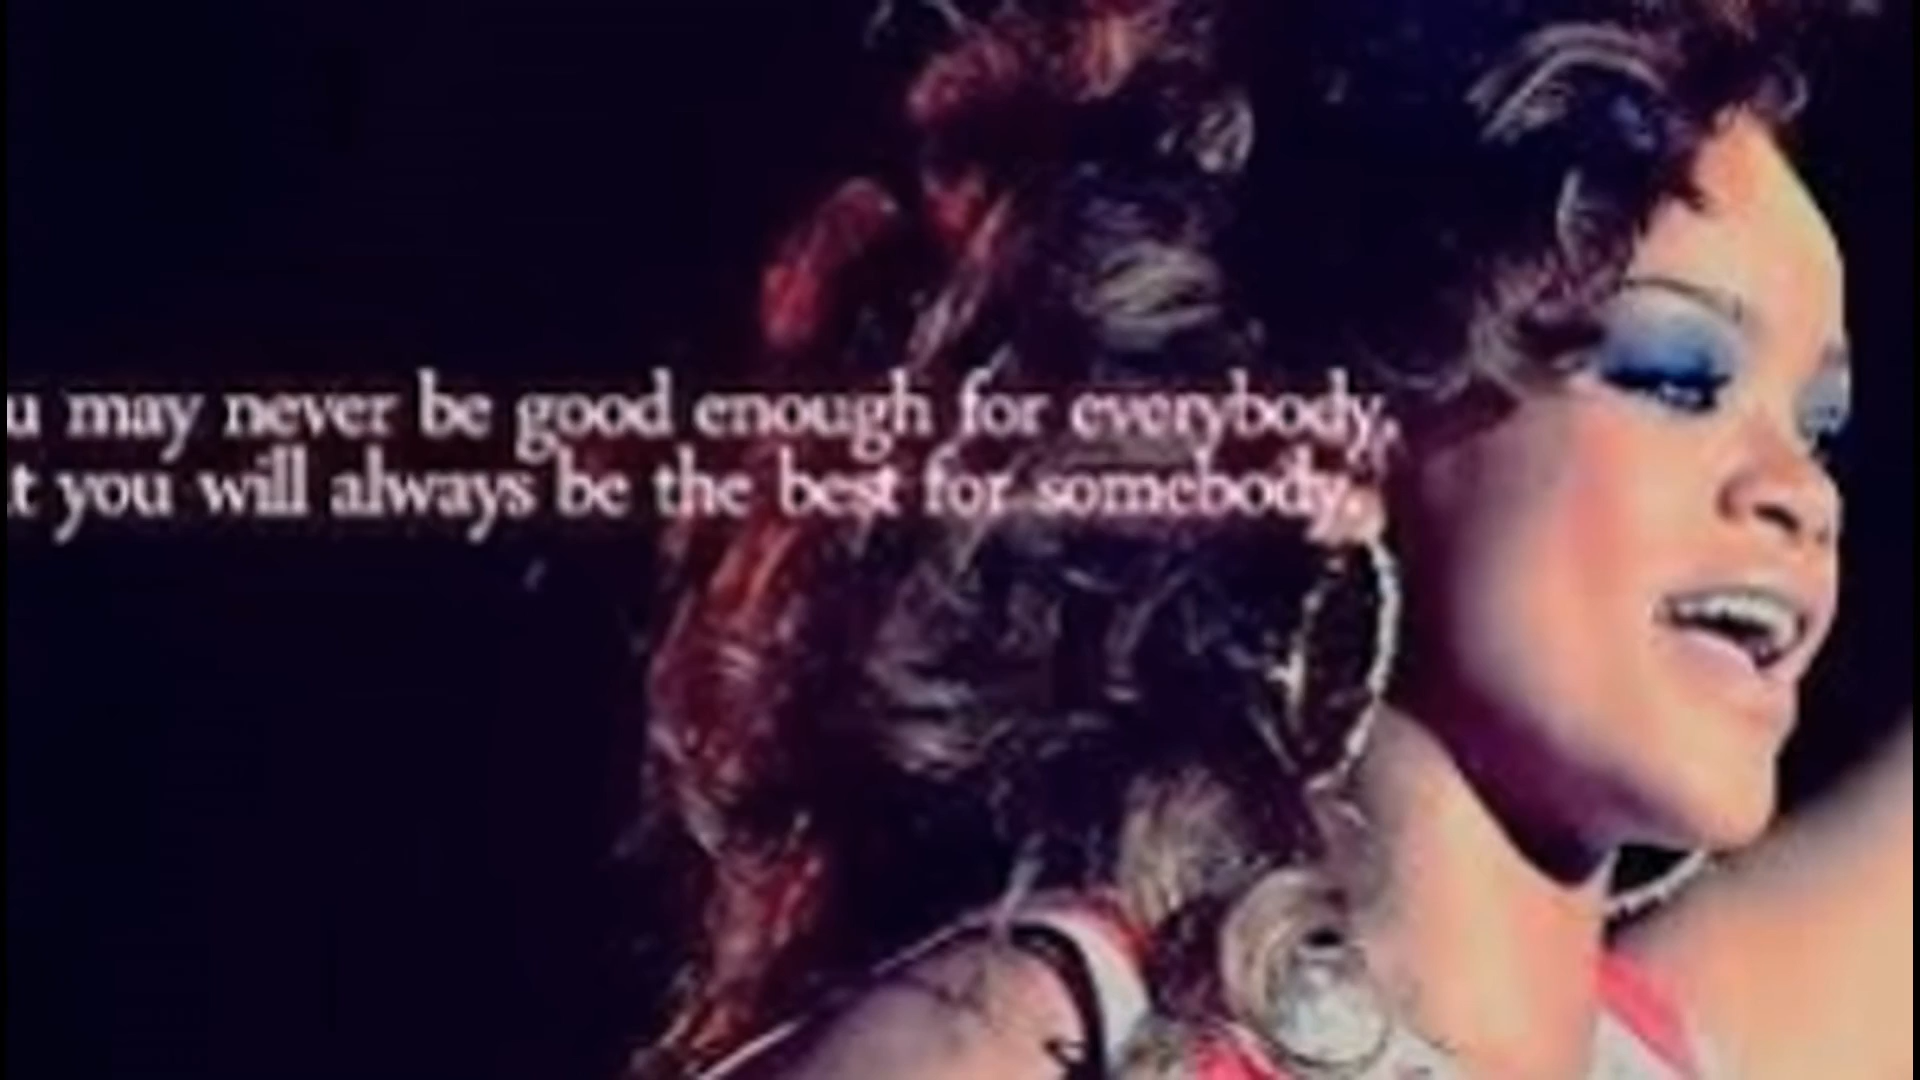 u may never be good enough for everybody,
t you will always be the best for somebody.